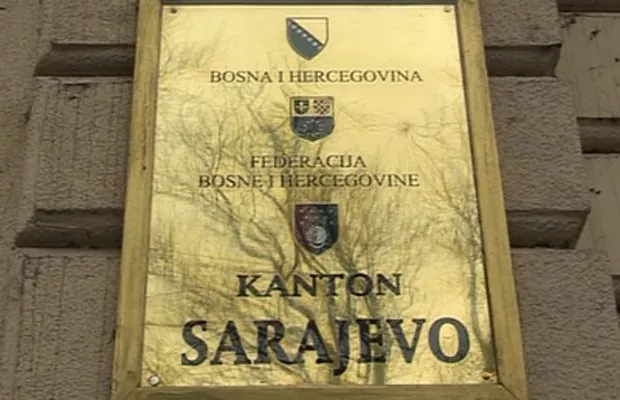 BOSNA I HERCEGOVINA
FEDERACIJA
BOSNE I HERCEGOVINE
KANTON
SARAJEVO